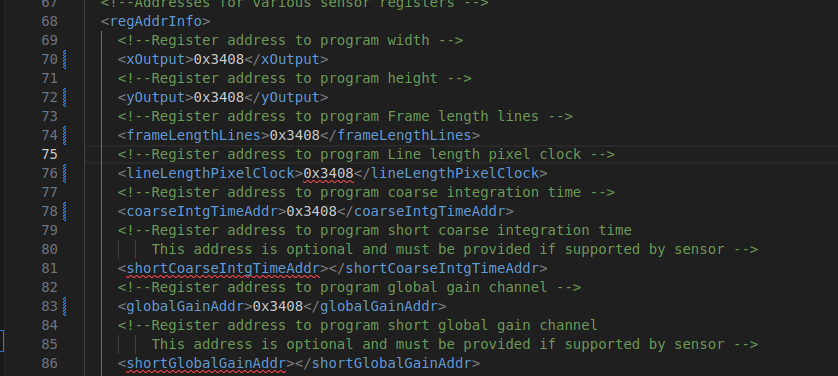 67 <!--Addresses for various sensor registers -->
68 <regAddrInfo>
69 <!--Register address to program width -->
70 <xOutput>0x3408</xOutput>
71 <!--Register address to program height -->
72 <yOutput>0x3408</yOutput>
73 <!--Register address to program Frame length lines -->
74 <frameLengthLines>0x3408</frameLengthLines>
75 <!--Register address to program Line length pixel clock -->
76 <lineLengthPixelClock>0x3408</lineLengthPixelClock>
77 <!--Register address to program coarse integration time -->
78 <coarseIntgTimeAddr>0x3408</coarseIntgTimeAddr>
79 <!--Register address to program short coarse integration time
80 This address is optional and must be provided if supported by sensor -->
81 <shortCoarseIntgTimeAddr></shortCoarseIntgTimeAddr>
82 <!--Register address to program global gain channel -->
83 <globalGainAddr>0x3408</globalGainAddr>
84 <!--Register address to program short global gain channel
85 This address is optional and must be provided if supported by sensor -->
86 <shortGlobalGainAddr></shortGlobalGainAddr>